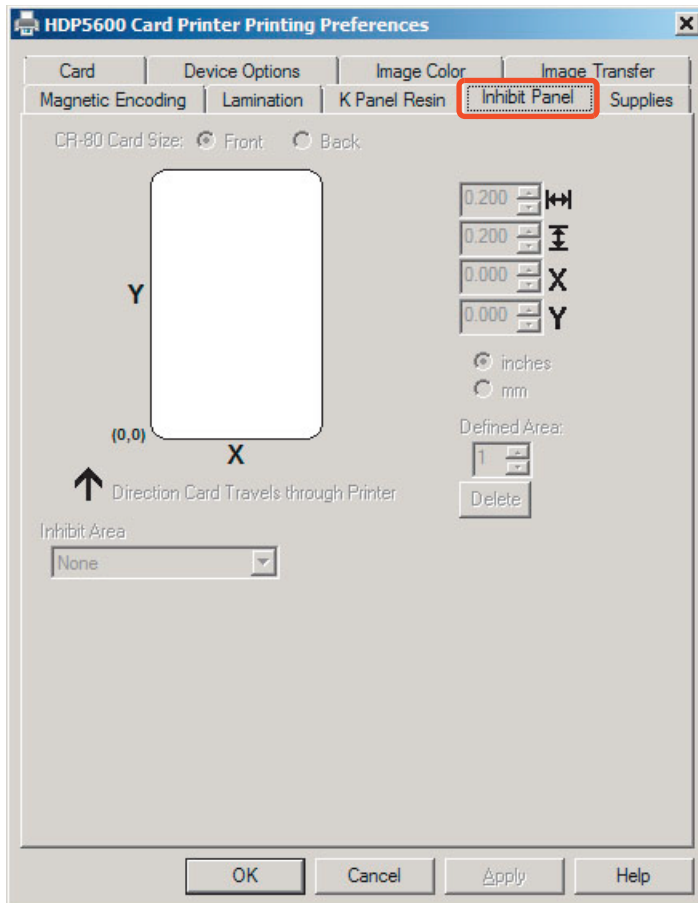 HDP5600 Card Printer Printing Preferences
Card Device Options Image Color Image Transfer
Magnetic Encoding Lamination K Panel Resin Inhibit Panel Supplies
CR-80 Card Size: Front Back
0.200
0.200
0.000 X
Y
0.000 Y
inches
mm
(0,0)
Defined Area:
X
1
Direction Card Travels through Printer
Delete
Inhibit Area
None
OK Cancel Apply Help